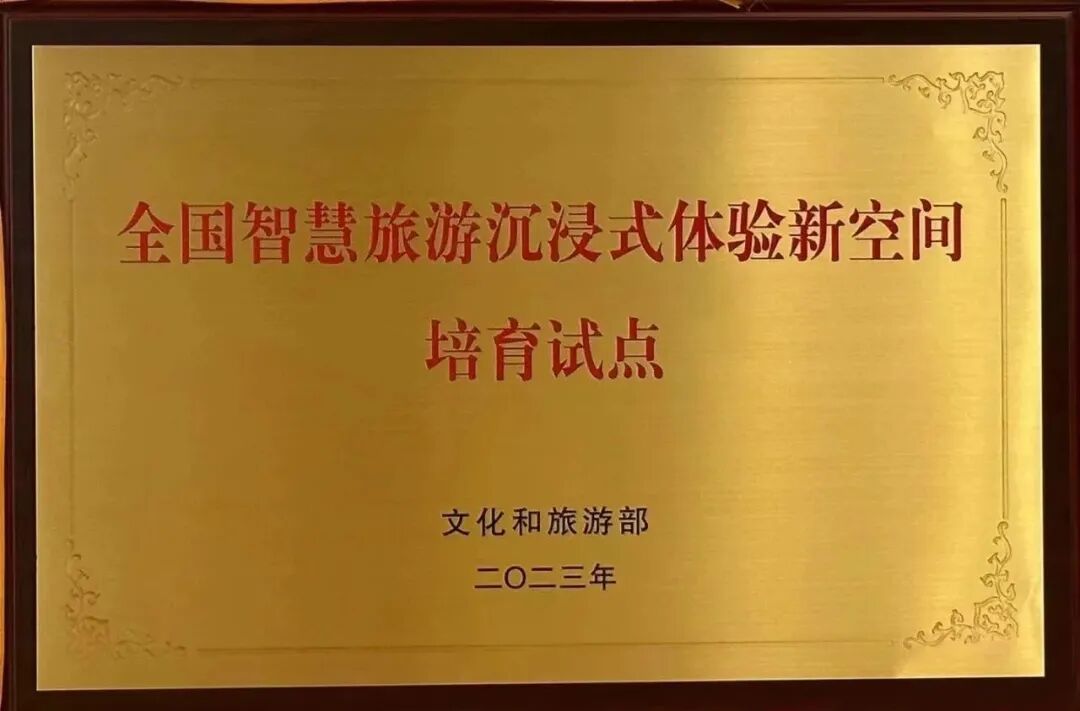 全国智慧旅游沉浸式体验新空间
培育试点
文化和旅游部
二〇二三年